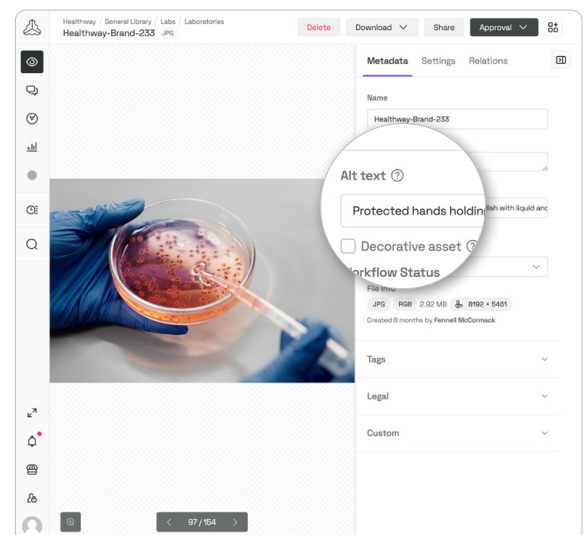 Healthway / General Library / Labs / Laboratories
Healthway-Brand-233 JPG
Delete
Download
Share
Approval
Metadata
Settings
Relations
Name
Healthway-Brand-233
Alt text ?
Protected hands holdin
dish with liquid and
Decorative asset ?
Workflow Status
File info
JPG RGB 2.92 MB 8192 × 5461
Created 8 months by Fennell McCormack
Tags
Legal
Custom
97 / 154